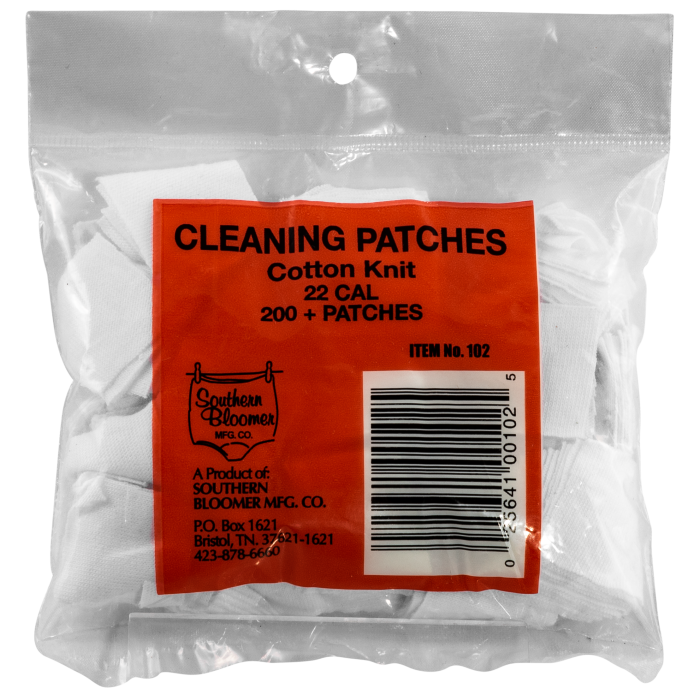 CLEANING PATCHES
Cotton Knit
22 CAL
200 + PATCHES
ITEM No. 102
Southern
Bloomer
MFG. CO.
A Product of:
SOUTHERN
BLOOMER MFG. CO.
P.O. Box 1621
Bristol, TN. 37621-1621
423-878-6660
0 25641 00102 5